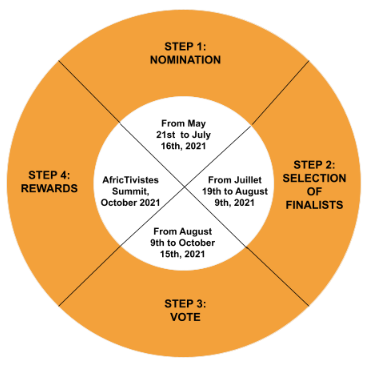 STEP 1:
NOMINATION
From May
21st to July
16th, 2021
STEP 2:
SELECTION
OF
FINALISTS
From Juillet
19th to August
9th, 2021
STEP 3:
VOTE
From August
9th to October
15th, 2021
STEP 4:
REWARDS
AfricTivistes
Summit,
October 2021